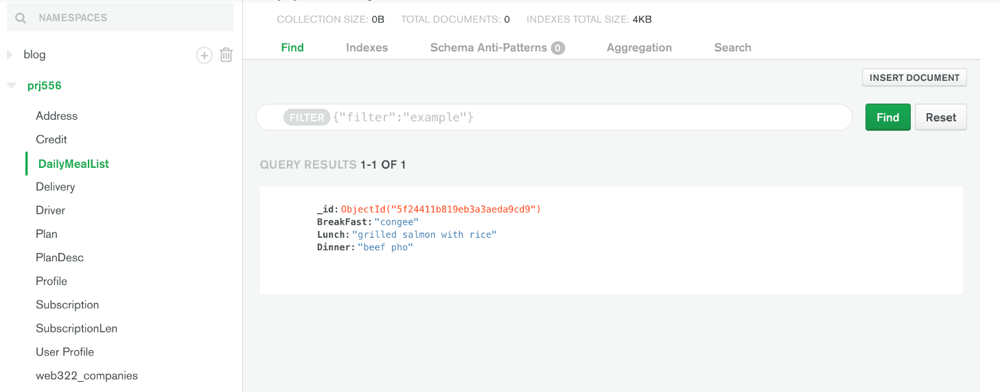 NAMESPACES
blog
prj556
Address
Credit
DailyMealList
Delivery
Driver
Plan
PlanDesc
Profile
Subscription
SubscriptionLen
User Profile
web322_companies
COLLECTION SIZE: 0B TOTAL DOCUMENTS: 0 INDEXES TOTAL SIZE: 4KB
Find Indexes Schema Anti-Patterns 0 Aggregation Search
INSERT DOCUMENT
FILTER {"filter":"example"} Find Reset
QUERY RESULTS 1-1 OF 1
_id: ObjectId("5f24411b819eb3a3aeda9cd9")
BreakFast: "congee"
Lunch: "grilled salmon with rice"
Dinner: "beef pho"